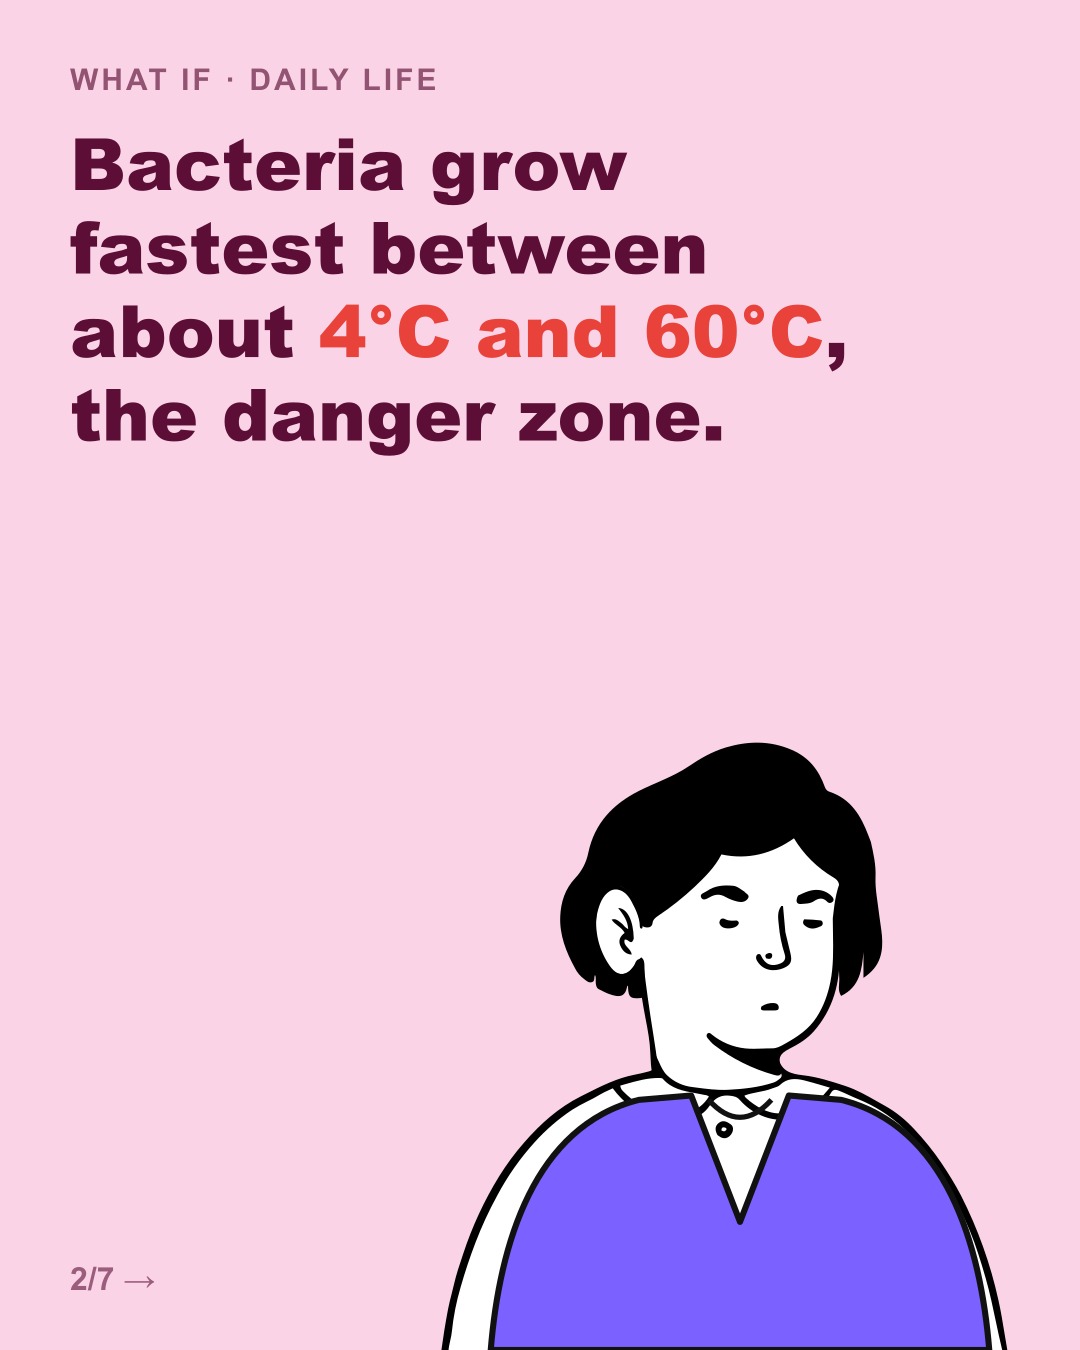 WHAT IF · DAILY LIFE
Bacteria grow
fastest between
about 4°C and 60°C,
the danger zone.
2/7 →